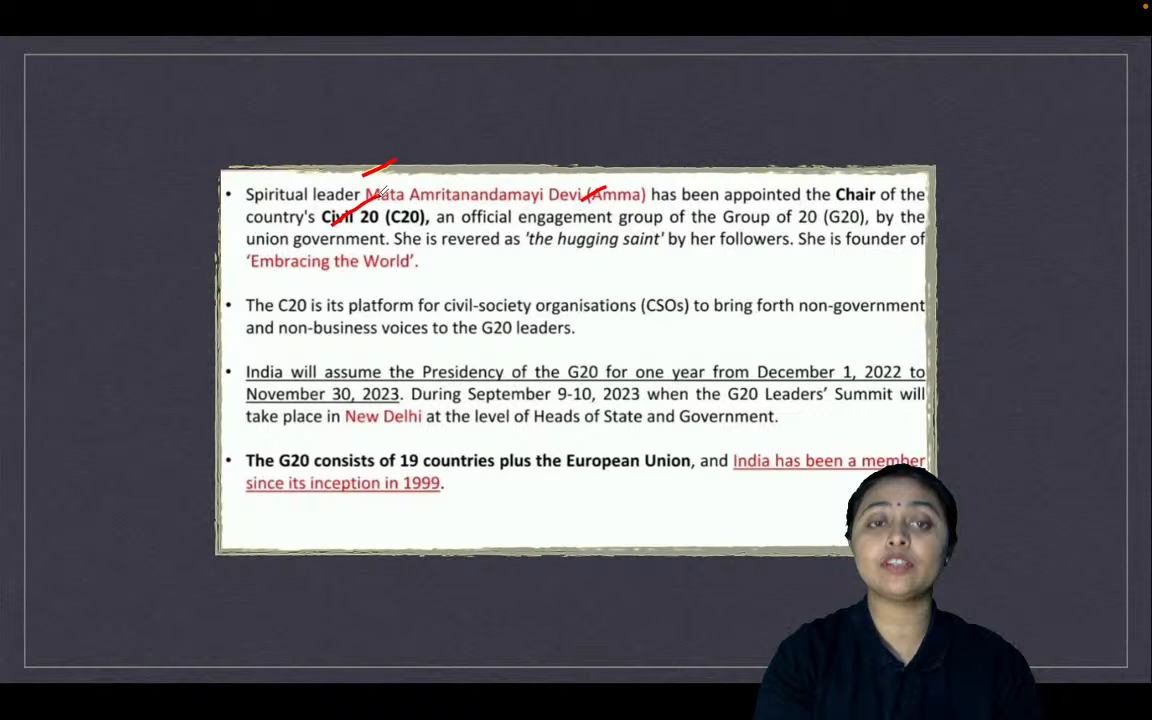 • Spiritual leader Mata Amritanandamayi Devi (Amma) has been appointed the Chair of the
country's Civil 20 (C20), an official engagement group of the Group of 20 (G20), by the
union government. She is revered as 'the hugging saint' by her followers. She is founder of
'Embracing the World'.
• The C20 is its platform for civil-society organisations (CSOs) to bring forth non-government
and non-business voices to the G20 leaders.
• India will assume the Presidency of the G20 for one year from December 1, 2022 to
November 30, 2023. During September 9-10, 2023 when the G20 Leaders' Summit will
take place in New Delhi at the level of Heads of State and Government.
• The G20 consists of 19 countries plus the European Union, and India has been a member
since its inception in 1999.